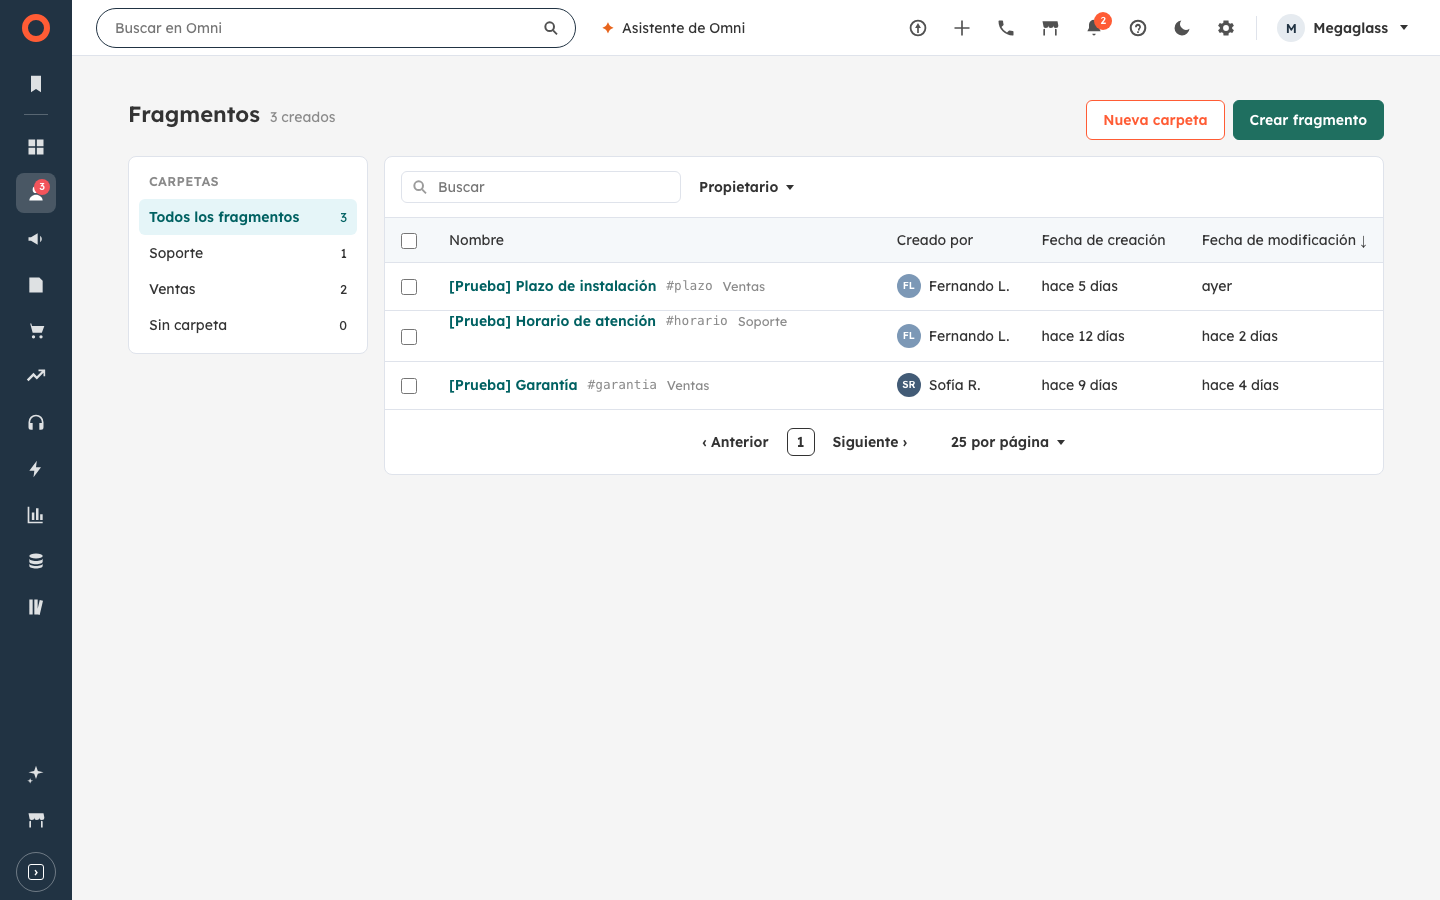 Buscar en Omni
Asistente de Omni
2
M Megaglass
3
Fragmentos 3 creados
Nueva carpeta
Crear fragmento
CARPETAS
Todos los fragmentos 3
Soporte 1
Ventas 2
Sin carpeta 0
Buscar
Propietario
Nombre Creado por Fecha de creación Fecha de modificación ↓
[Prueba] Plazo de instalación #plazo Ventas FL Fernando L. hace 5 días ayer
[Prueba] Horario de atención #horario Soporte FL Fernando L. hace 12 días hace 2 días
[Prueba] Garantía #garantia Ventas SR Sofía R. hace 9 días hace 4 días
‹ Anterior 1 Siguiente › 25 por página